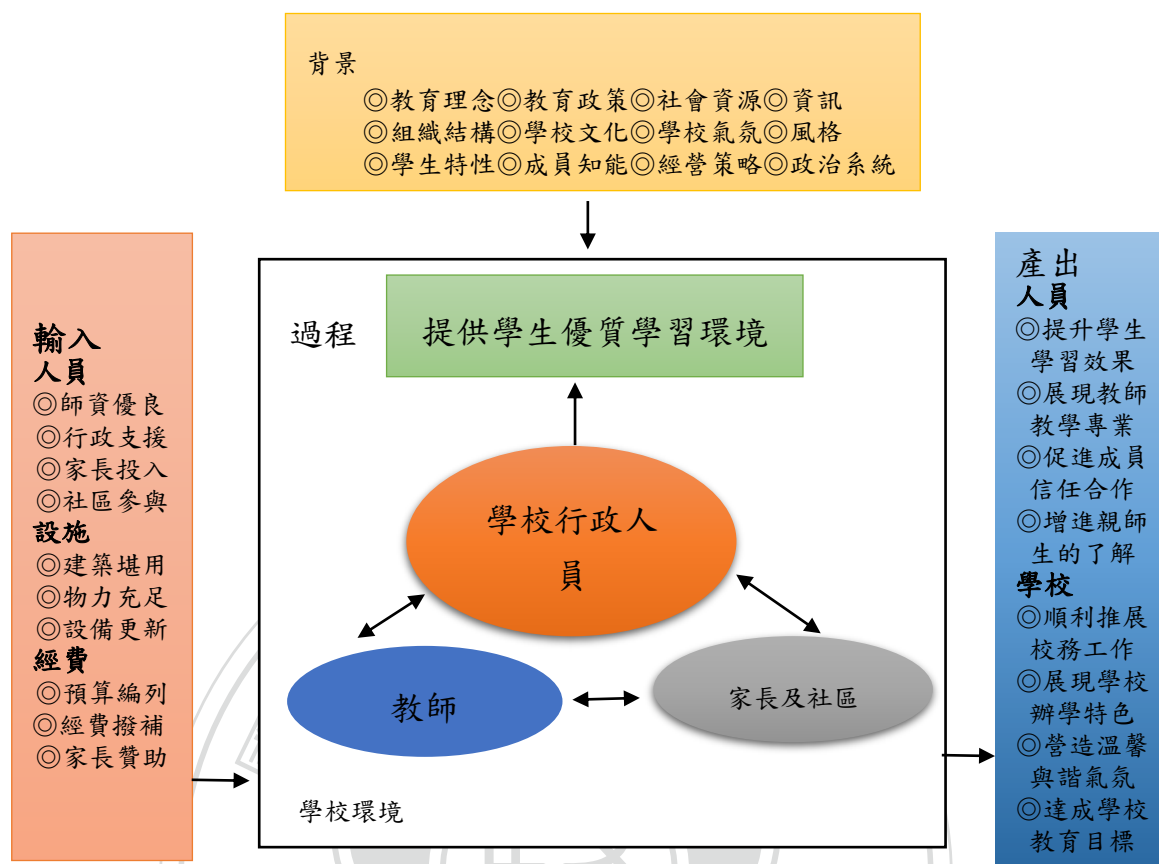 背景
◎教育理念◎教育政策◎社會資源◎資訊
◎組織結構◎學校文化◎學校氣氛◎風格
◎學生特性◎成員知能◎經營策略◎政治系統
輸入
人員
◎師資優良
◎行政支援
◎家長投入
◎社區參與
設施
◎建築堪用
◎物力充足
◎設備更新
經費
◎預算編列
◎經費撥補
◎家長贊助
過程
提供學生優質學習環境
學校行政人
員
教師
家長及社區
學校環境
產出
人員
◎提升學生
學習效果
◎展現教師
教學專業
◎促進成員
信任合作
◎增進親師
生的了解
學校
◎順利推展
校務工作
◎展現學校
辦學特色
◎營造溫馨
與諧氣氛
◎達成學校
教育目標